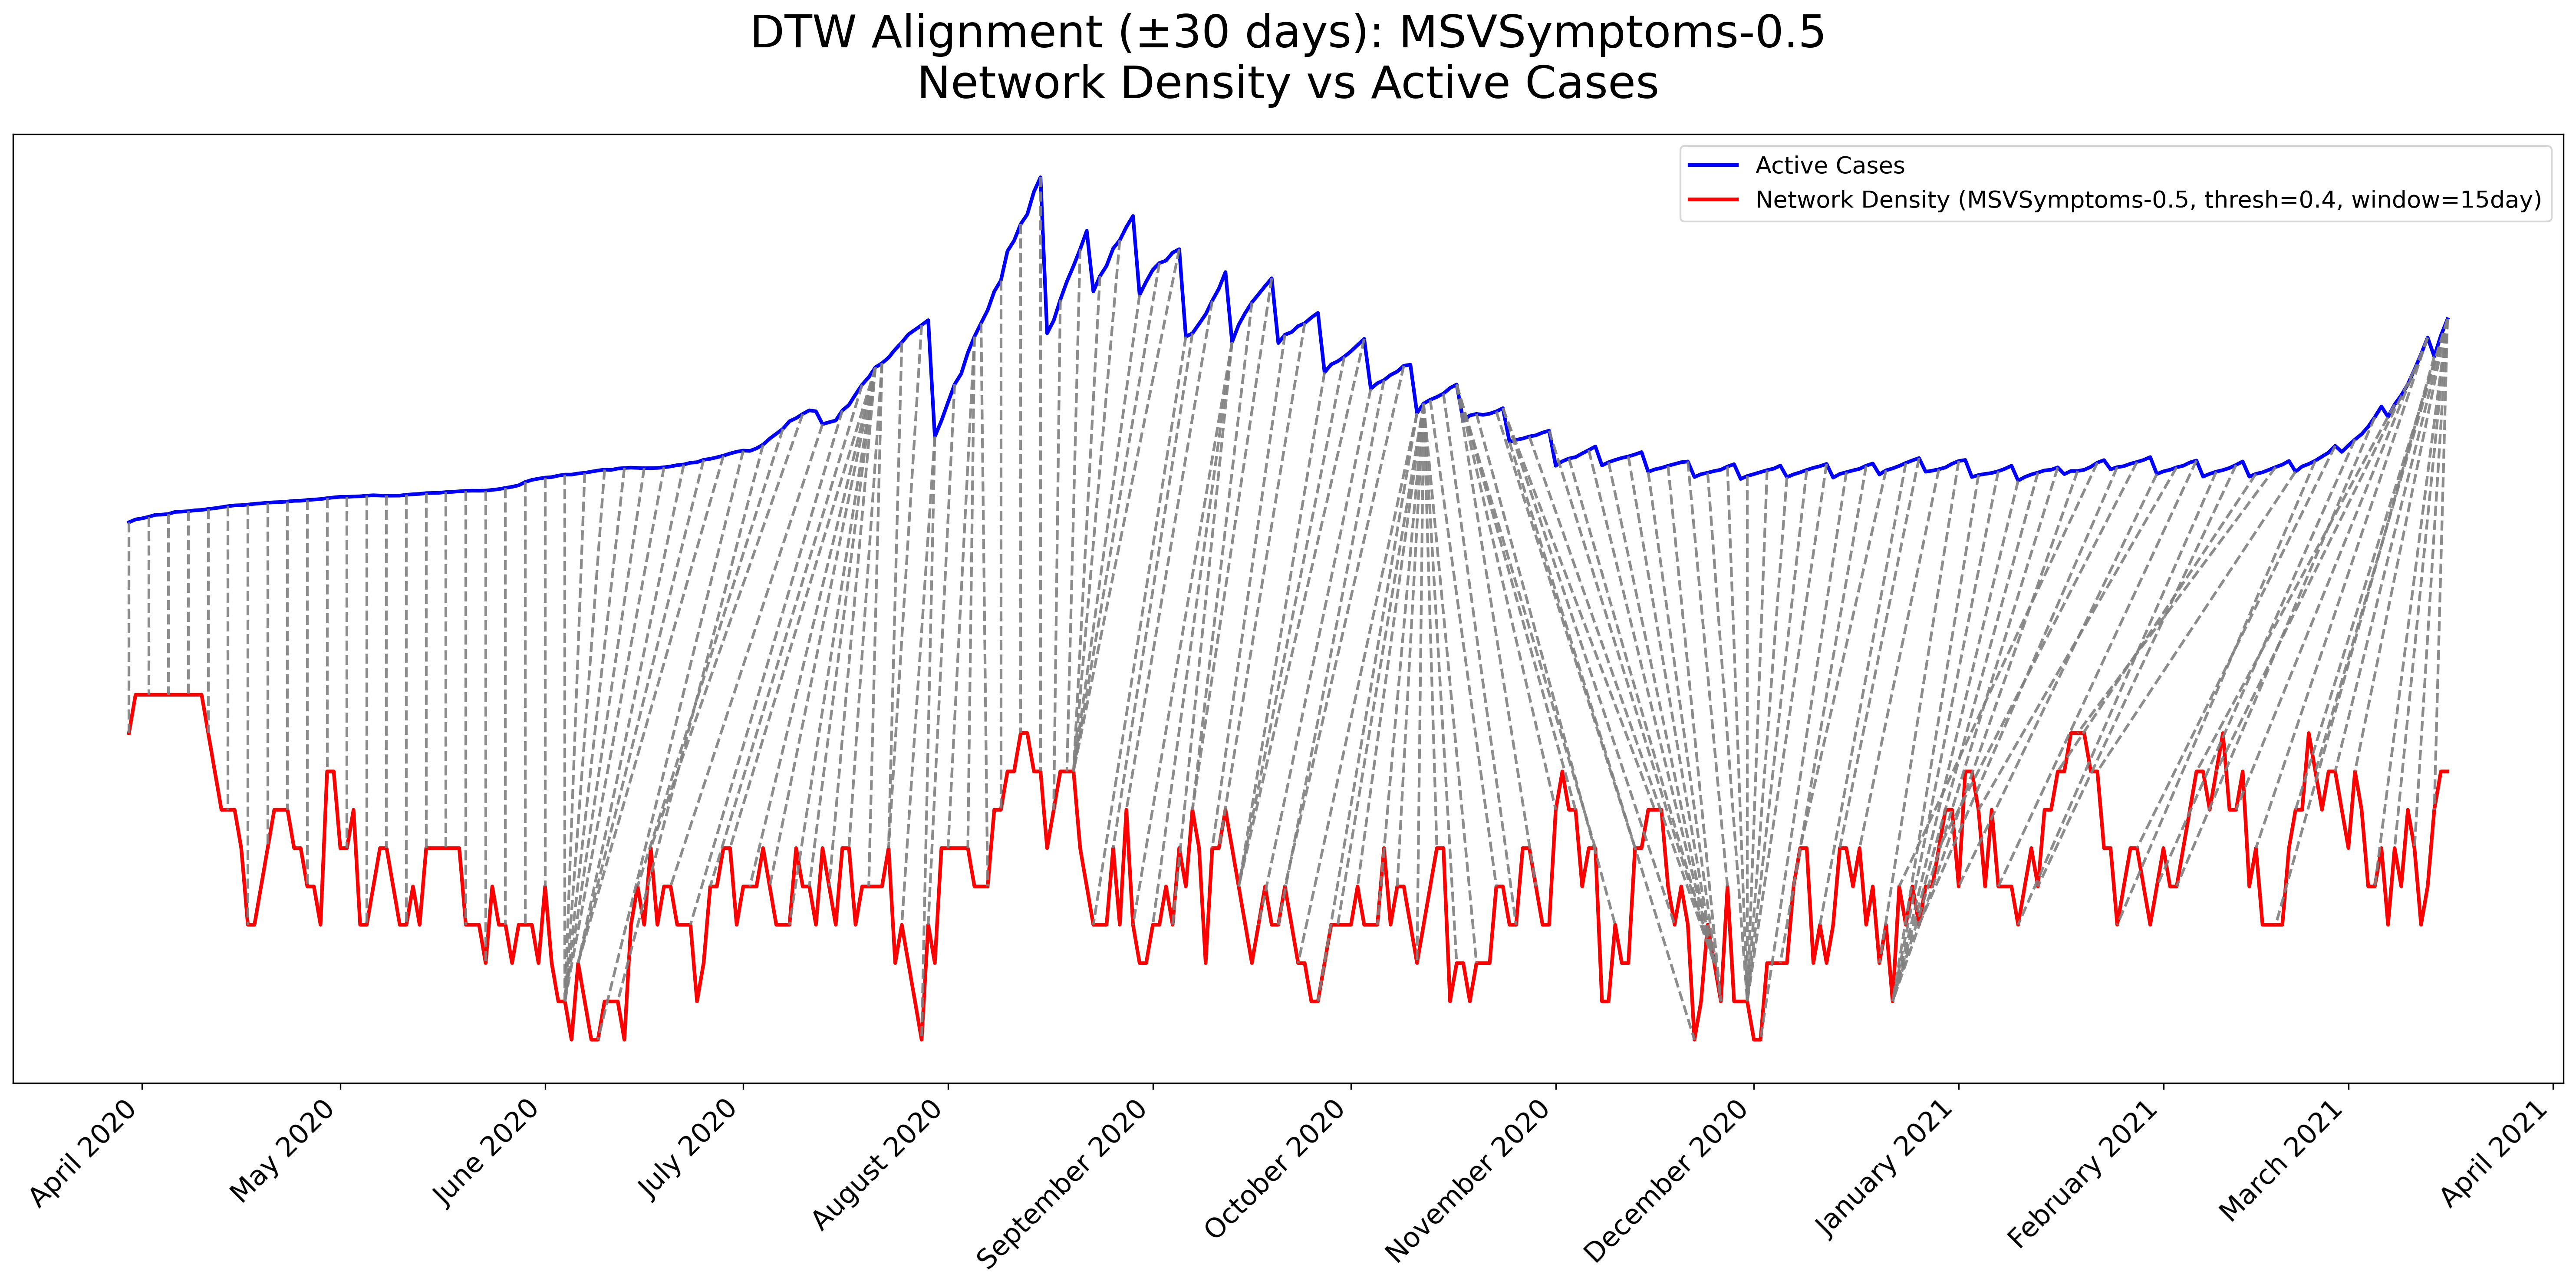 DTW Alignment (±30 days): MSVSymptoms-0.5
Network Density vs Active Cases
Active Cases
Network Density (MSVSymptoms-0.5, thresh=0.4, window=15day)
April 2020
May 2020
June 2020
July 2020
August 2020
September 2020
October 2020
November 2020
December 2020
January 2021
February 2021
March 2021
April 2021